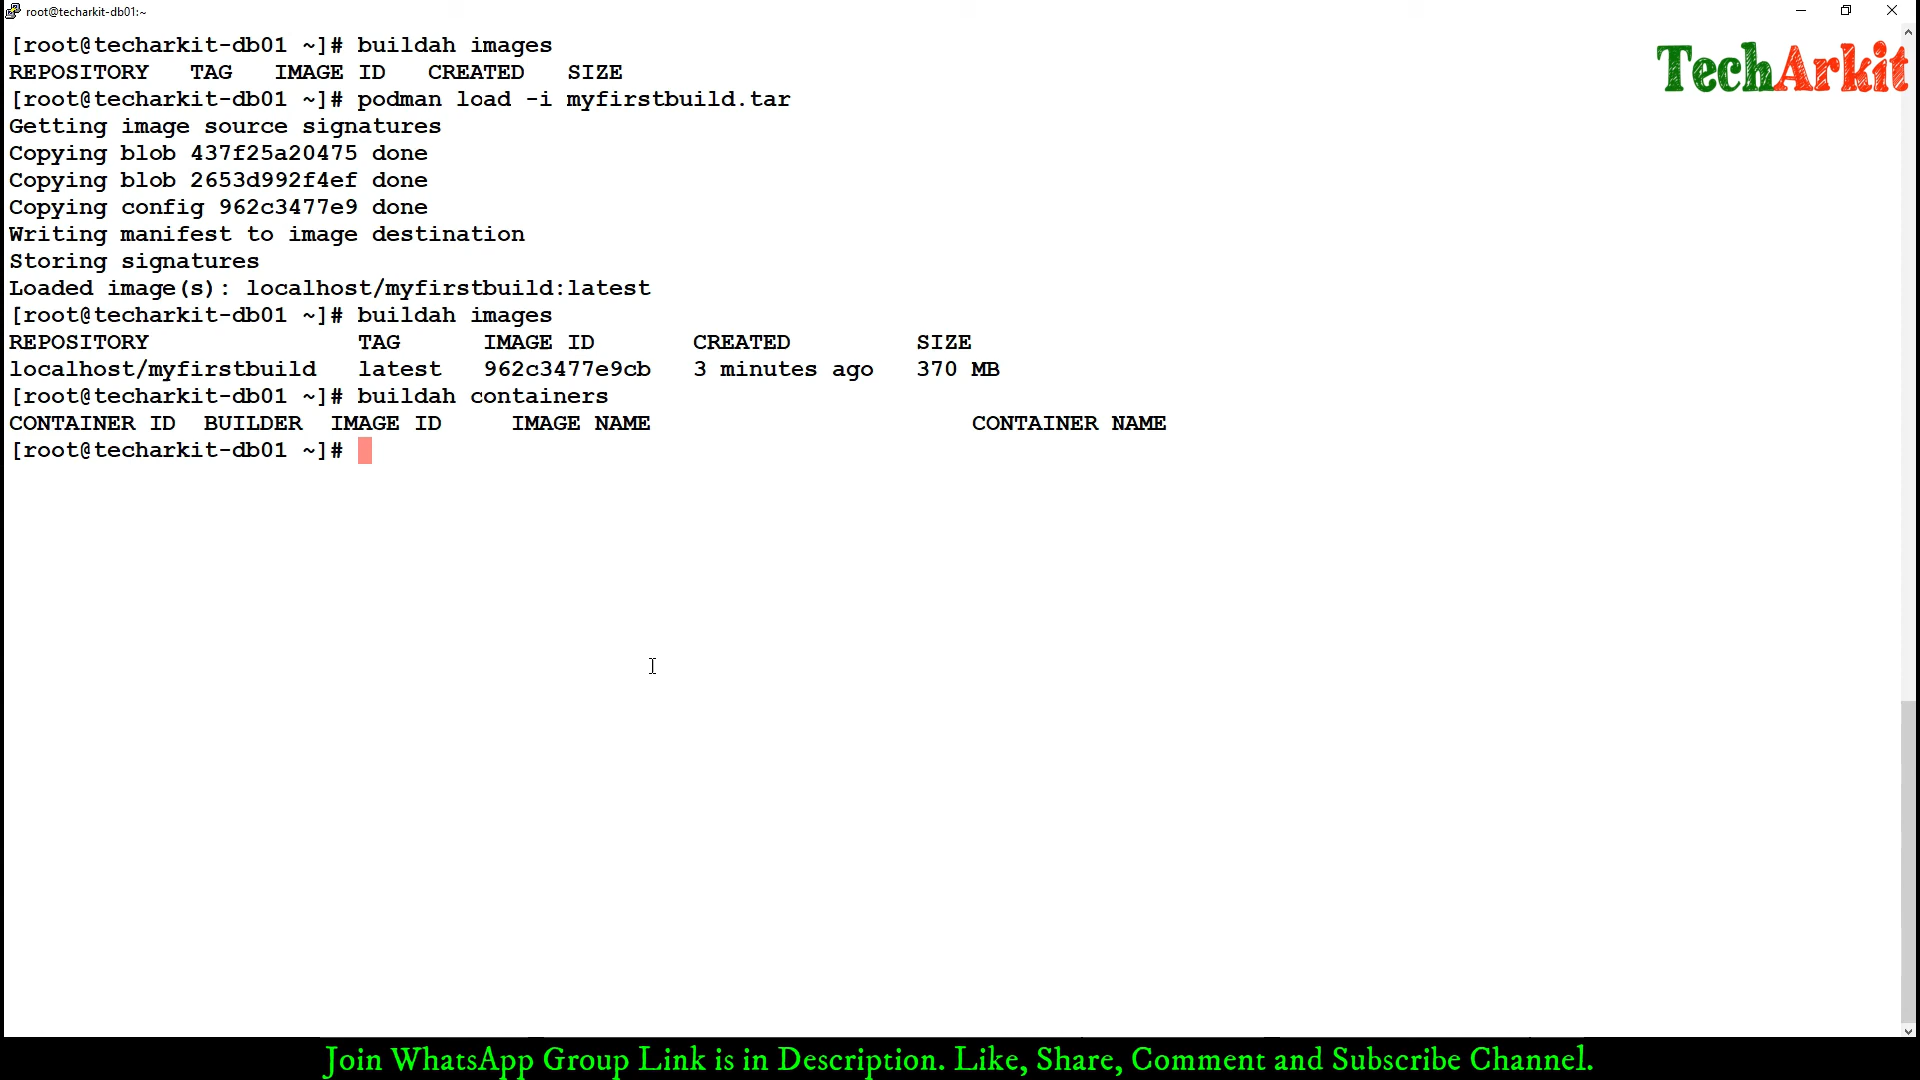 root@techarkit-db01:~
TechArkit
[root@techarkit-db01 ~]# buildah images
REPOSITORY   TAG   IMAGE ID   CREATED   SIZE
[root@techarkit-db01 ~]# podman load -i myfirstbuild.tar
Getting image source signatures
Copying blob 437f25a20475 done
Copying blob 2653d992f4ef done
Copying config 962c3477e9 done
Writing manifest to image destination
Storing signatures
Loaded image(s): localhost/myfirstbuild:latest
[root@techarkit-db01 ~]# buildah images
REPOSITORY               TAG      IMAGE ID       CREATED         SIZE
localhost/myfirstbuild   latest   962c3477e9cb   3 minutes ago   370 MB
[root@techarkit-db01 ~]# buildah containers
CONTAINER ID  BUILDER  IMAGE ID     IMAGE NAME                       CONTAINER NAME
[root@techarkit-db01 ~]#
Join WhatsApp Group Link is in Description. Like, Share, Comment and Subscribe Channel.